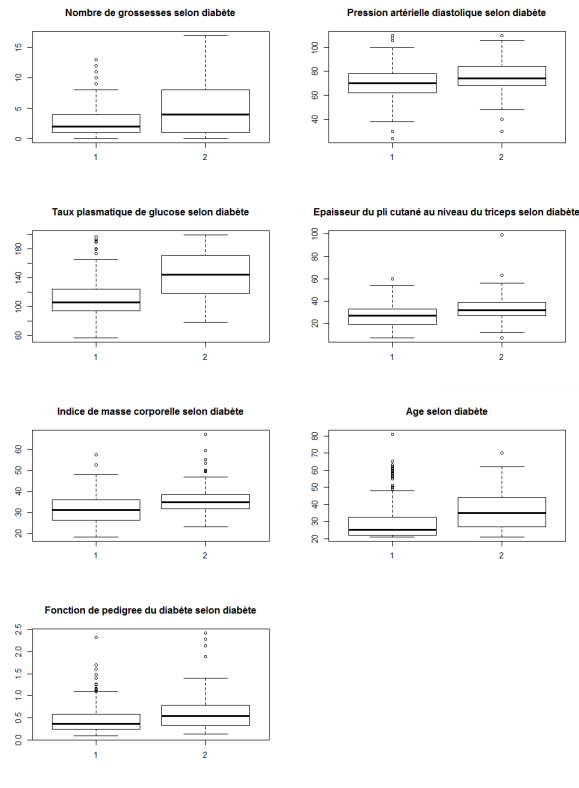 Nombre de grossesses selon diabète
0 5 10 15
1 2
Pression artérielle diastolique selon diabète
40 60 80 100
1 2
Taux plasmatique de glucose selon diabète
60 100 140 180
1 2
Epaisseur du pli cutané au niveau du triceps selon diabète
20 40 60 80 100
1 2
Indice de masse corporelle selon diabète
20 30 40 50 60
1 2
Age selon diabète
20 30 40 50 60 70 80
1 2
Fonction de pedigree du diabète selon diabète
0.0 0.5 1.0 1.5 2.0 2.5
1 2